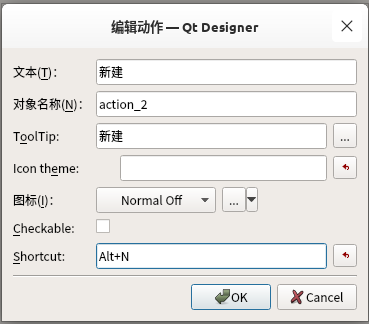 编辑动作 — Qt Designer
文本(T): 新建
对象名称(N): action_2
ToolTip: 新建 ...
Icon theme:
图标(I): Normal Off ...
Checkable:
Shortcut: Alt+N
OK Cancel